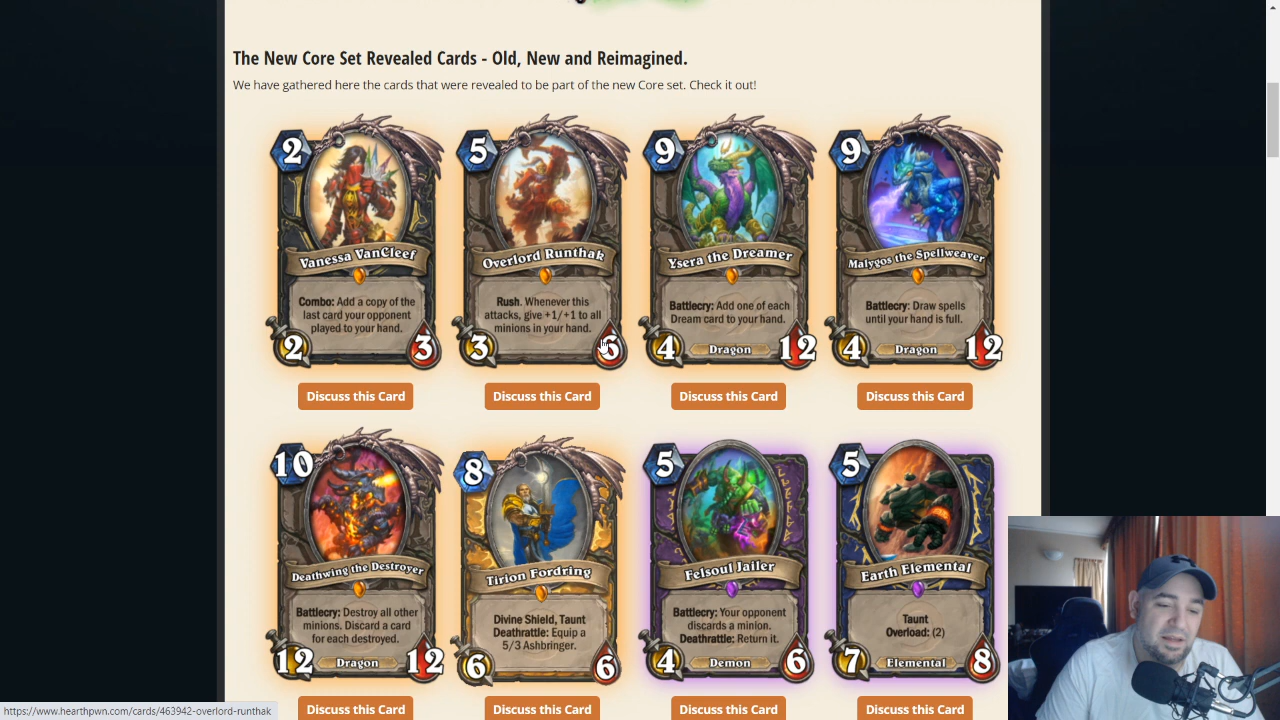 The New Core Set Revealed Cards - Old, New and Reimagined.
We have gathered here the cards that were revealed to be part of the new Core set. Check it out!
2
Vanessa VanCleef
Combo: Add a copy of the
last card your opponent
played to your hand.
2
3
Discuss this Card
5
Overlord Runthak
Rush. Whenever this
attacks, give +1/+1 to all
minions in your hand.
3
6
Discuss this Card
9
Ysera the Dreamer
Battlecry: Add one of each
Dream card to your hand.
4
Dragon
12
Discuss this Card
9
Malygos the Spellweaver
Battlecry: Draw spells
until your hand is full.
4
Dragon
12
Discuss this Card
10
Deathwing the Destroyer
Battlecry: Destroy all other
minions. Discard a card
for each destroyed.
12
Dragon
12
Discuss this Card
8
Tirion Fordring
Divine Shield, Taunt
Deathrattle: Equip a
5/3 Ashbringer.
6
6
Discuss this Card
5
Felsoul Jailer
Battlecry: Your opponent
discards a minion.
Deathrattle: Return it.
4
Demon
6
Discuss this Card
5
Earth Elemental
Taunt
Overload: (2)
7
Elemental
8
Discuss this Card
https://www.hearthpwn.com/cards/463942-overlord-runthak